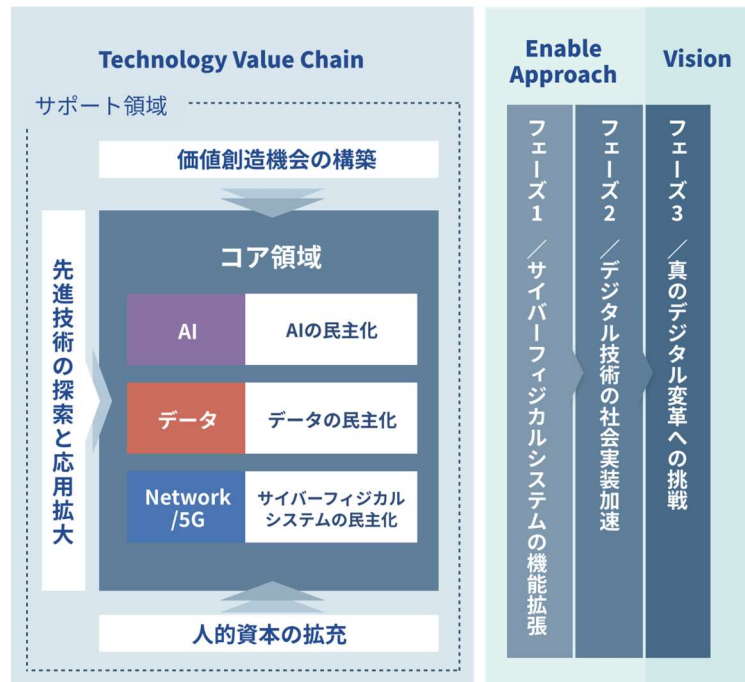 Technology Value Chain
サポート領域
価値創造機会の構築
先進技術の探索と応用拡大
コア領域
AI
AIの民主化
データ
データの民主化
Network
/5G
サイバーフィジカル
システムの民主化
人的資本の拡充
Enable
Approach
Vision
フェーズ1／サイバーフィジカルシステムの機能拡張
フェーズ2／デジタル技術の社会実装加速
フェーズ3／真のデジタル変革への挑戦